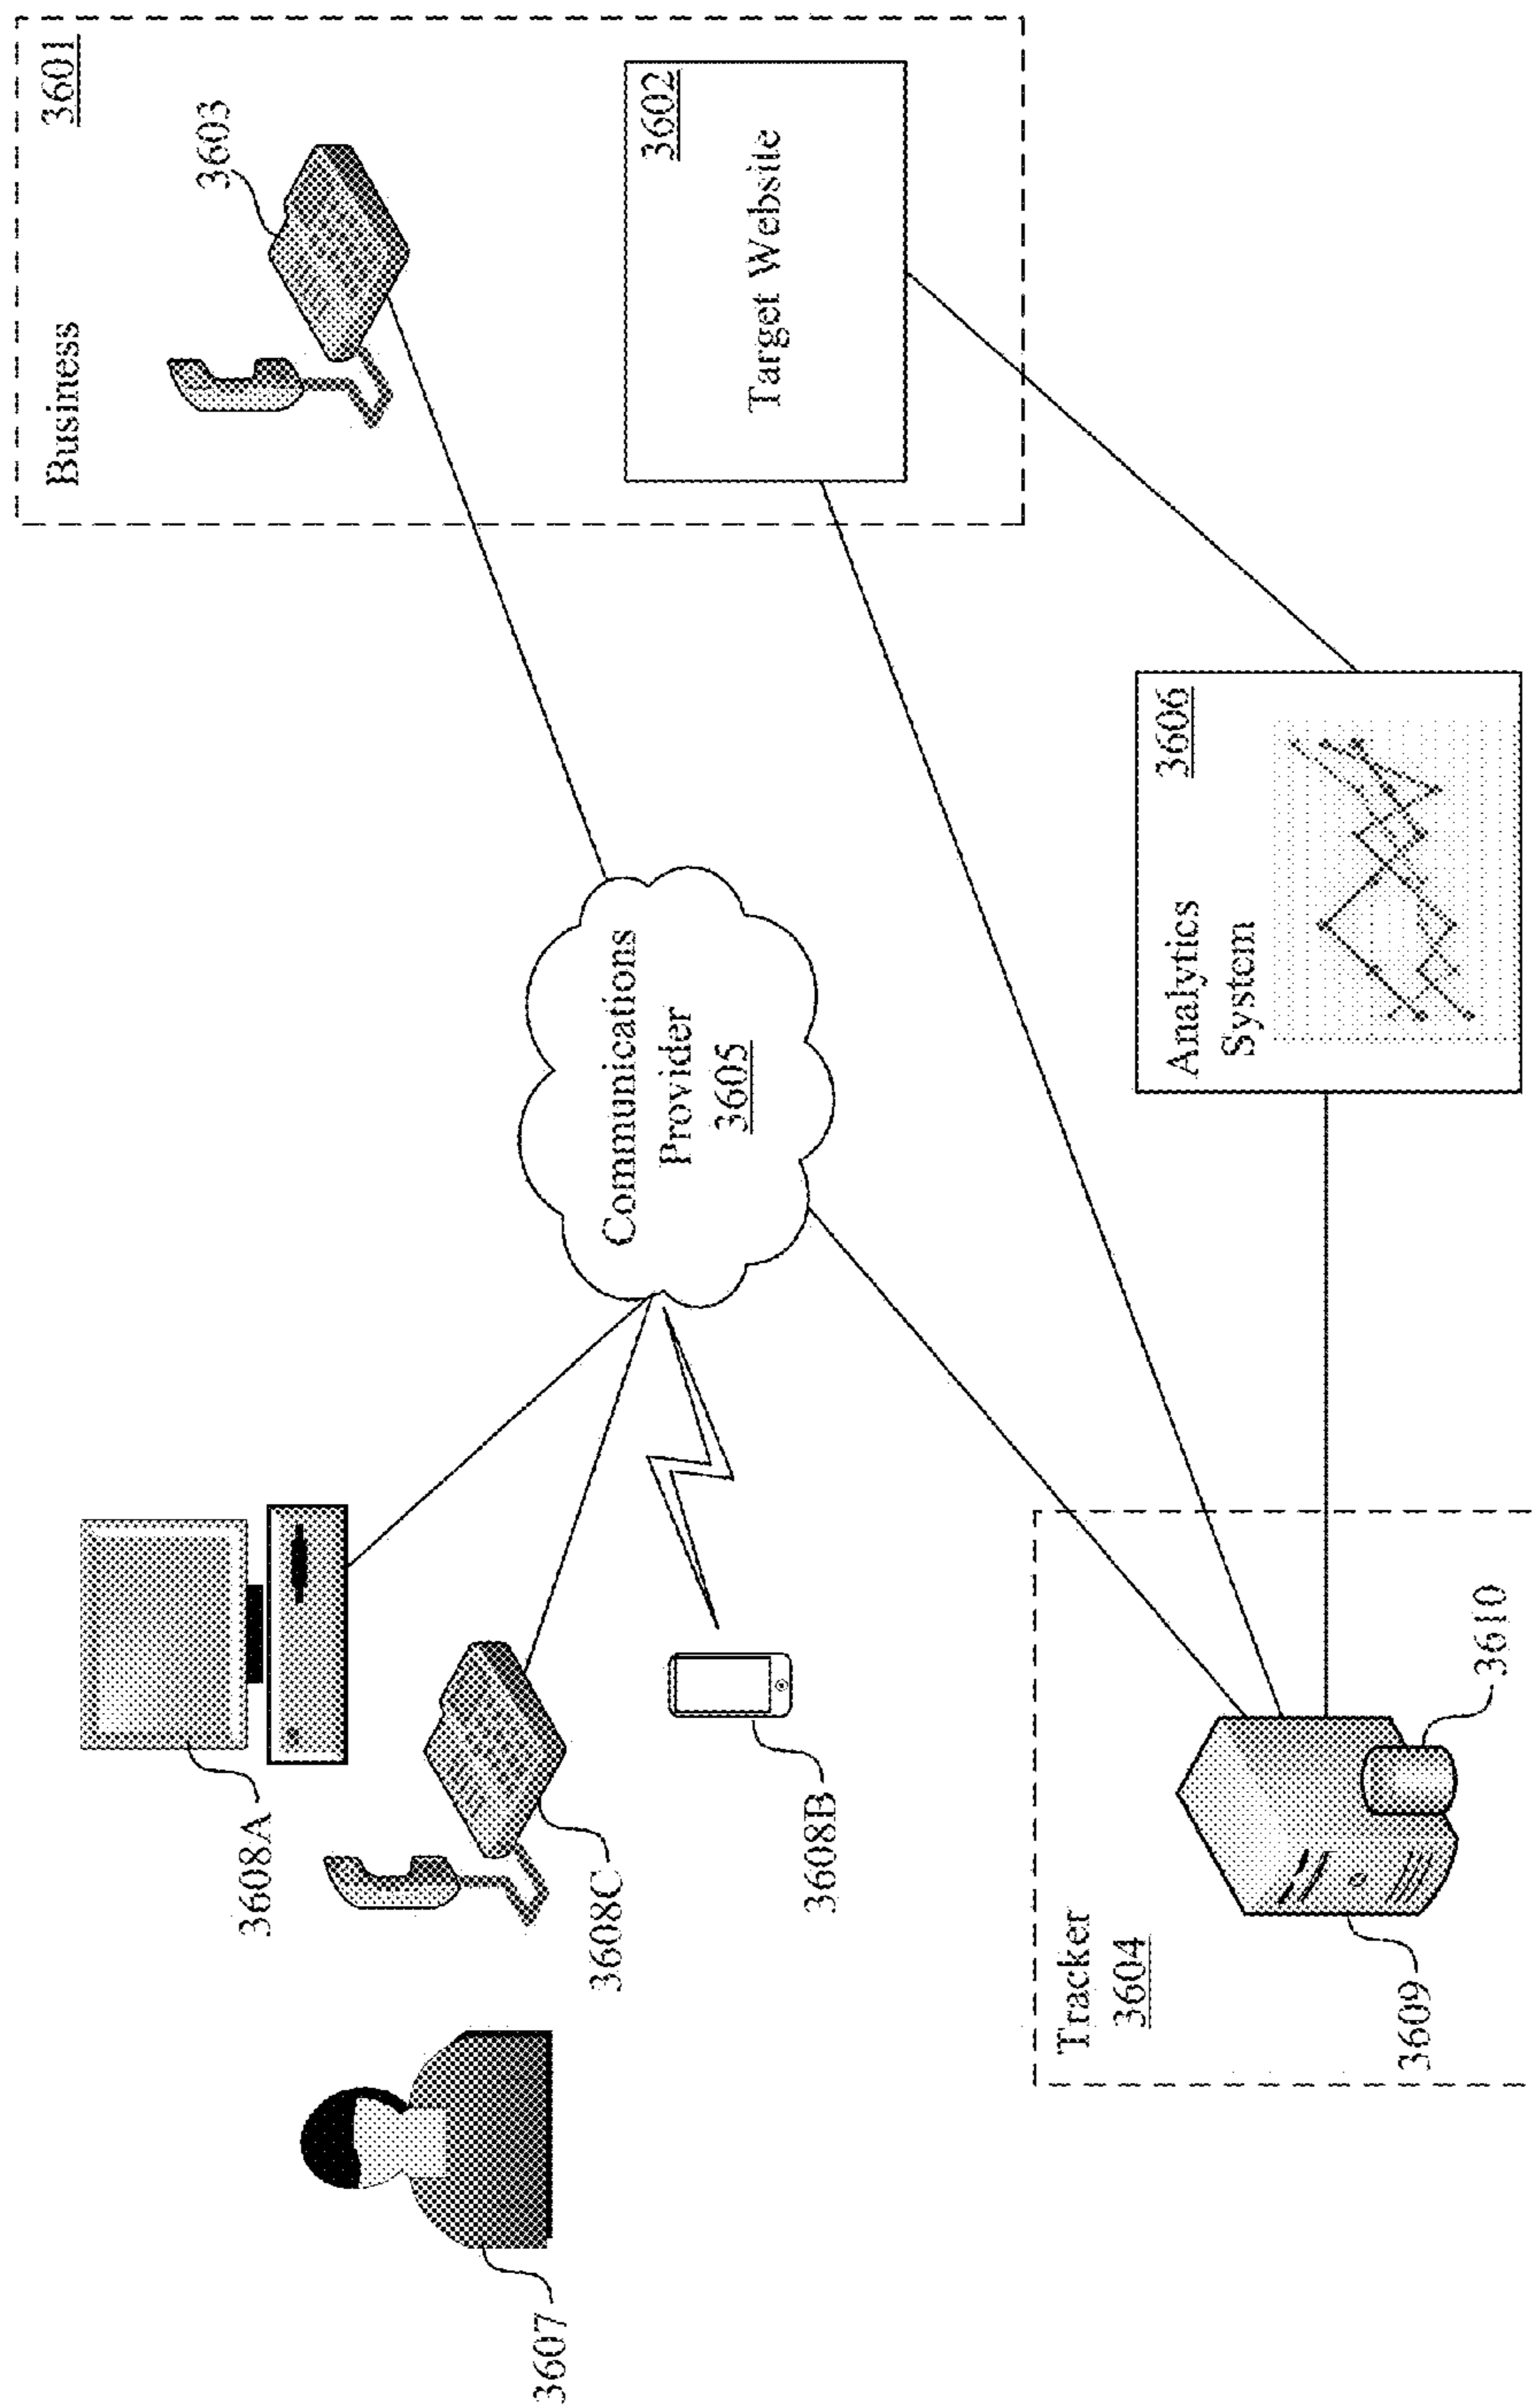 3607
3608A
3608C
3608B
Communications
Provider
3605
Business
3601
3603
3602
Target Website
Tracker
3604
3609
3610
Analytics
System
3606